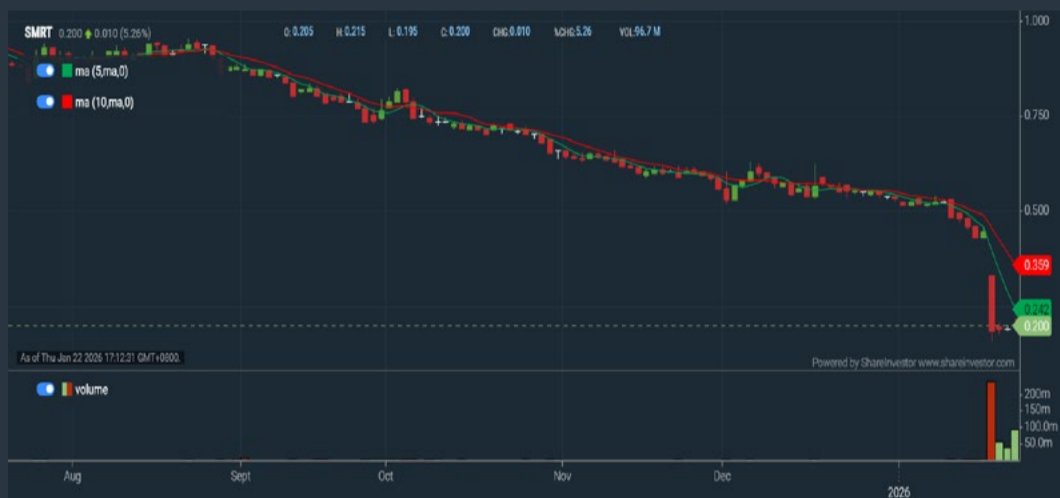 SMRT 0.200 0.010 (5.26%) O: 0.205 H: 0.215 L: 0.195 C: 0.200 CHG: 0.010 %CHG: 5.26 VOL: 96.7 M
ma (5,ma,0)
ma (10,ma,0)
1.000
0.750
0.500
0.359
0.242
0.200
As of Thu Jan 22 2026 17:12:31 GMT+0800.
Powered by ShareInvestor www.shareinvestor.com
volume
200m
150m
100.0m
50.0m
Aug Sept Oct Nov Dec
2026